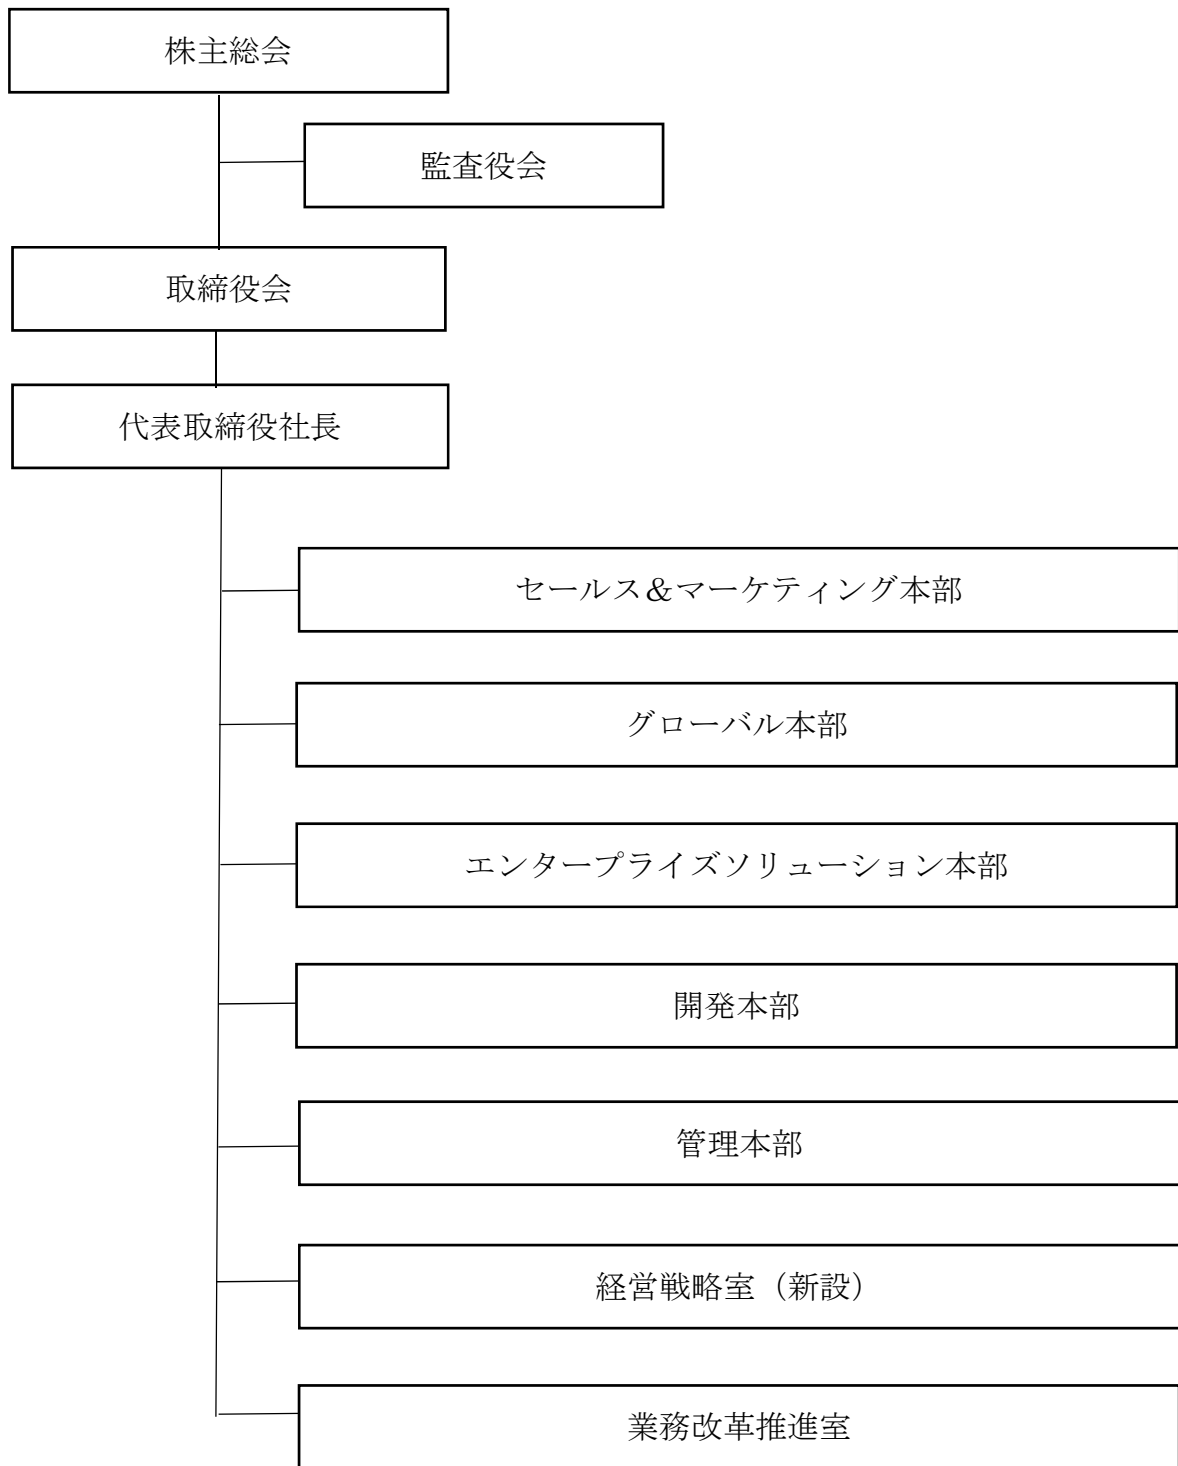 株主総会
監査役会
取締役会
代表取締役社長
セールス&マーケティング本部
グローバル本部
エンタープライズソリューション本部
開発本部
管理本部
経営戦略室（新設）
業務改革推進室